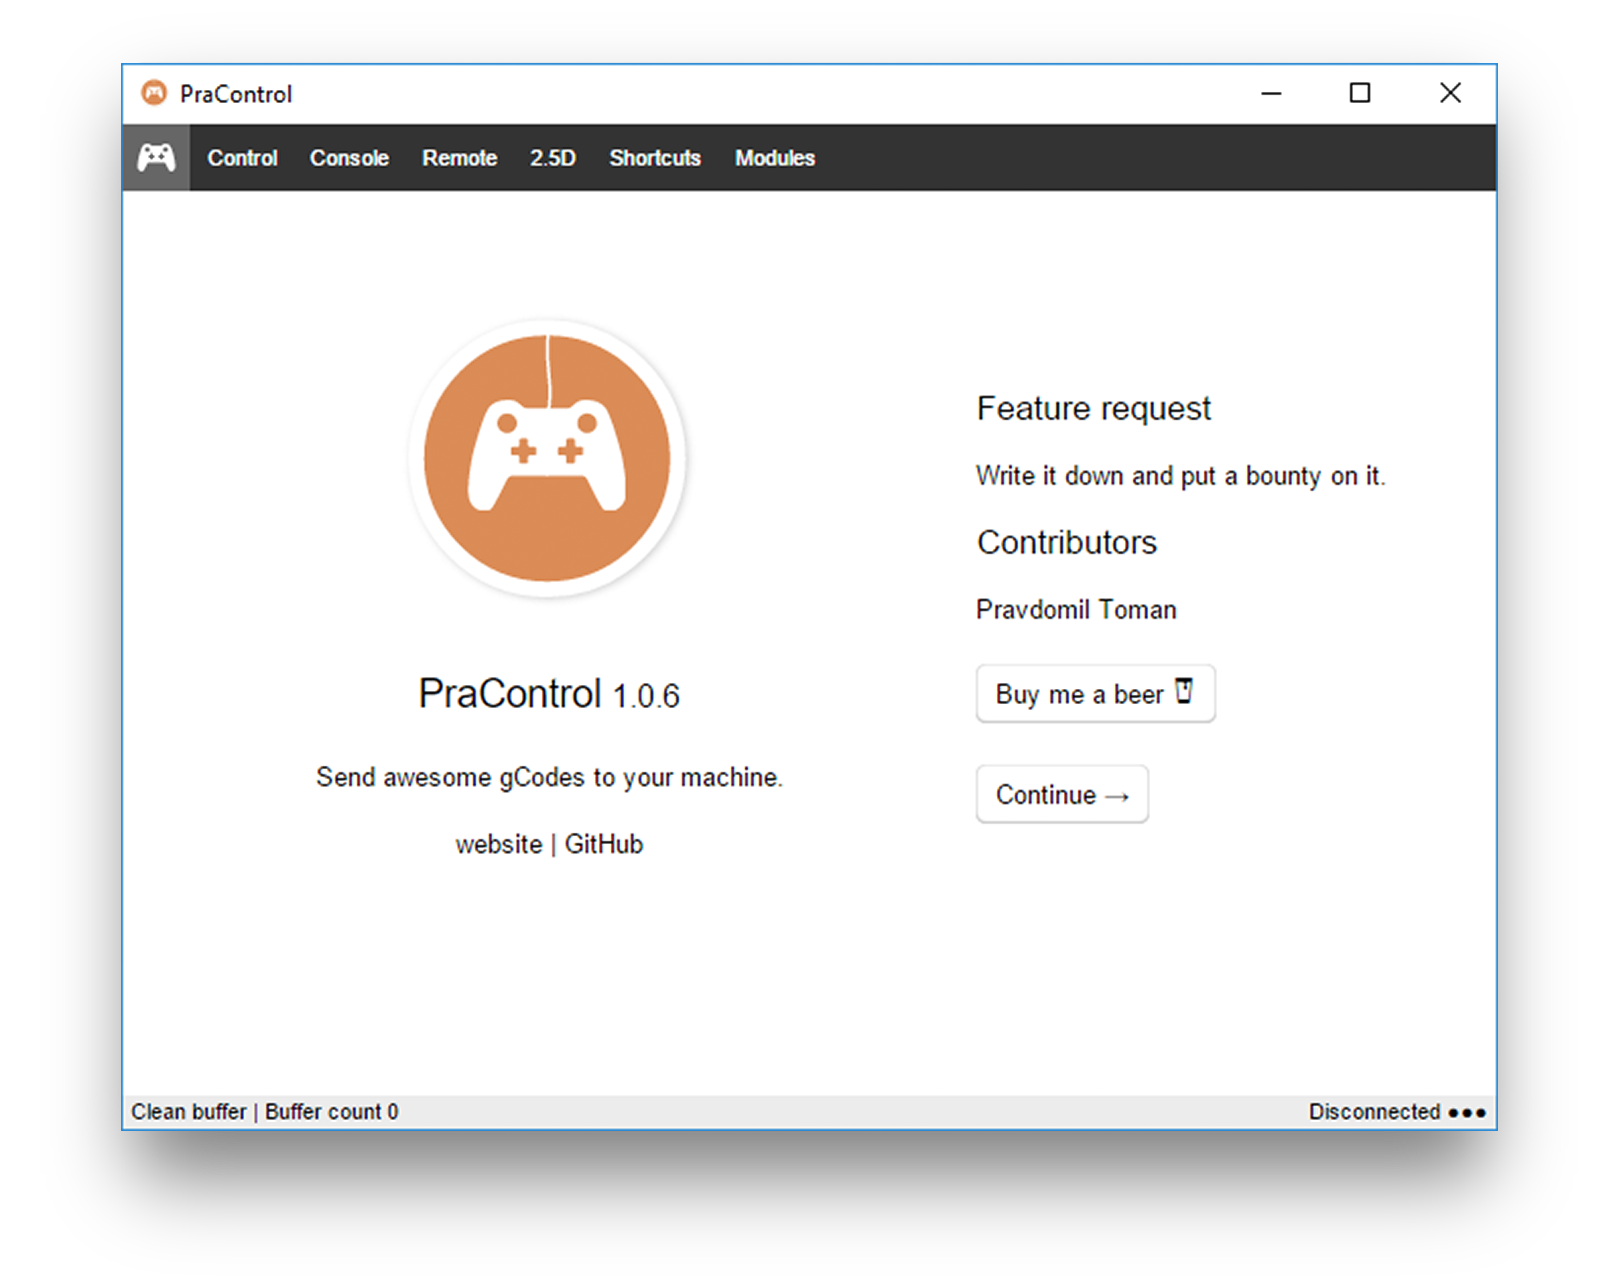 PraControl
Control Console Remote 2.5D Shortcuts Modules
PraControl 1.0.6
Send awesome gCodes to your machine.
website | GitHub
Feature request
Write it down and put a bounty on it.
Contributors
Pravdomil Toman
Buy me a beer
Continue →
Clean buffer | Buffer count 0
Disconnected ●●●